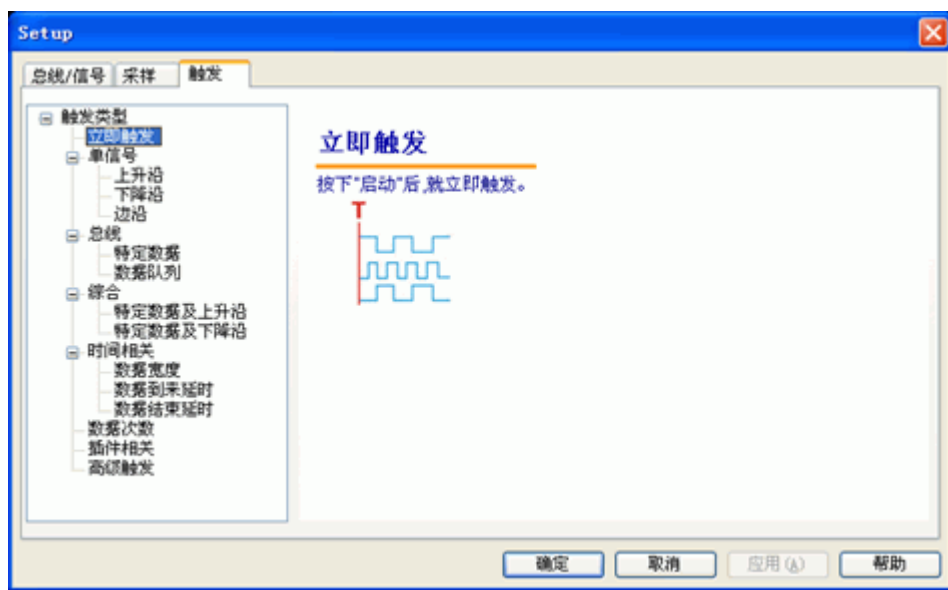 Setup
总线/信号 采样 触发
触发类型
立即触发
单信号
上升沿
下降沿
边沿
总线
特定数据
数据队列
综合
特定数据及上升沿
特定数据及下降沿
时间相关
数据宽度
数据到来延时
数据结束延时
数据次数
插件相关
高级触发
立即触发
按下"启动"后,就立即触发。
T
确定 取消 应用(A) 帮助